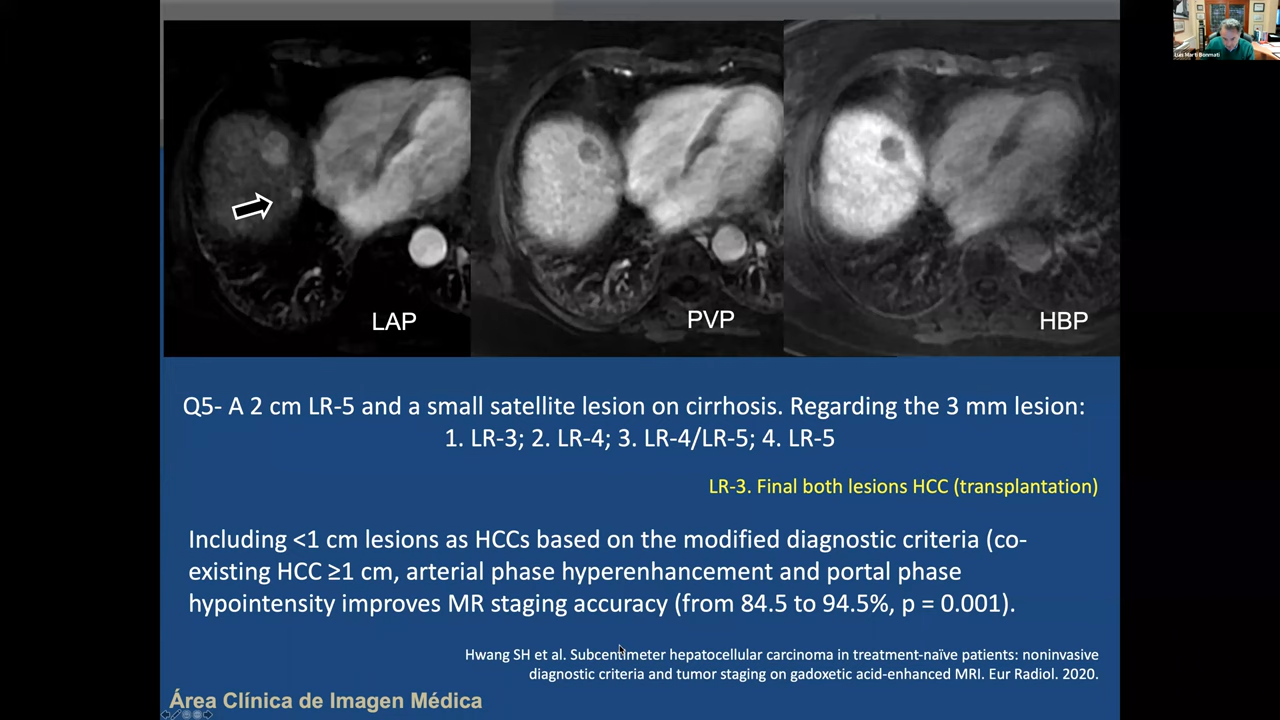 Luis Martí Bonmatí
LAP
PVP
HBP
Q5- A 2 cm LR-5 and a small satellite lesion on cirrhosis. Regarding the 3 mm lesion:
1. LR-3; 2. LR-4; 3. LR-4/LR-5; 4. LR-5
LR-3. Final both lesions HCC (transplantation)
Including <1 cm lesions as HCCs based on the modified diagnostic criteria (co-
existing HCC ≥1 cm, arterial phase hyperenhancement and portal phase
hypointensity improves MR staging accuracy (from 84.5 to 94.5%, p = 0.001).
Hwang SH et al. Subcentimeter hepatocellular carcinoma in treatment-naïve patients: noninvasive
diagnostic criteria and tumor staging on gadoxetic acid-enhanced MRI. Eur Radiol. 2020.
Área Clínica de Imagen Médica